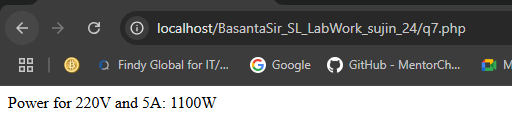 localhost/BasantaSir_SL_LabWork_sujin_24/q7.php
Findy Global for IT/... Google GitHub - MentorCh... M
Power for 220V and 5A: 1100W